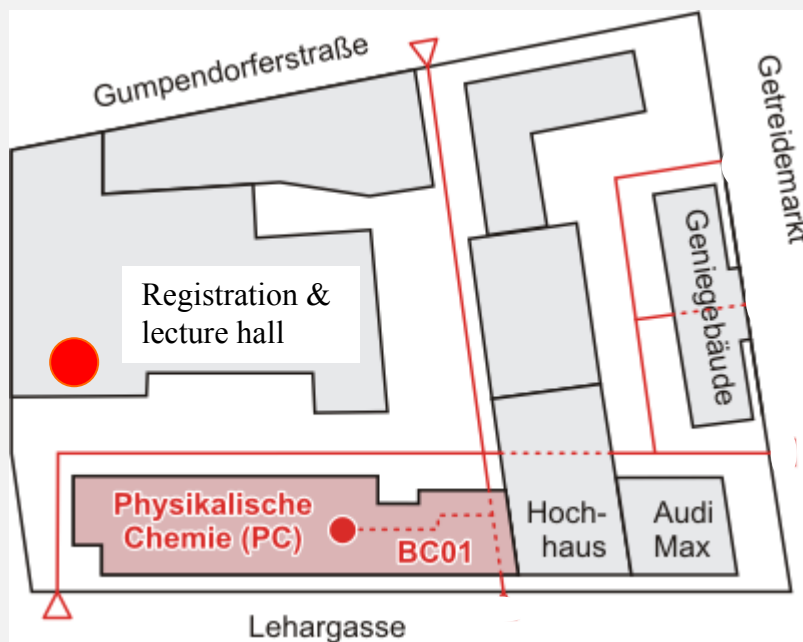 Gumpendorferstraße
Getreidemarkt
Geniegebäude
Registration &
lecture hall
Physikalische
Chemie (PC)
BC01
Hoch-
haus
Audi
Max
Lehargasse